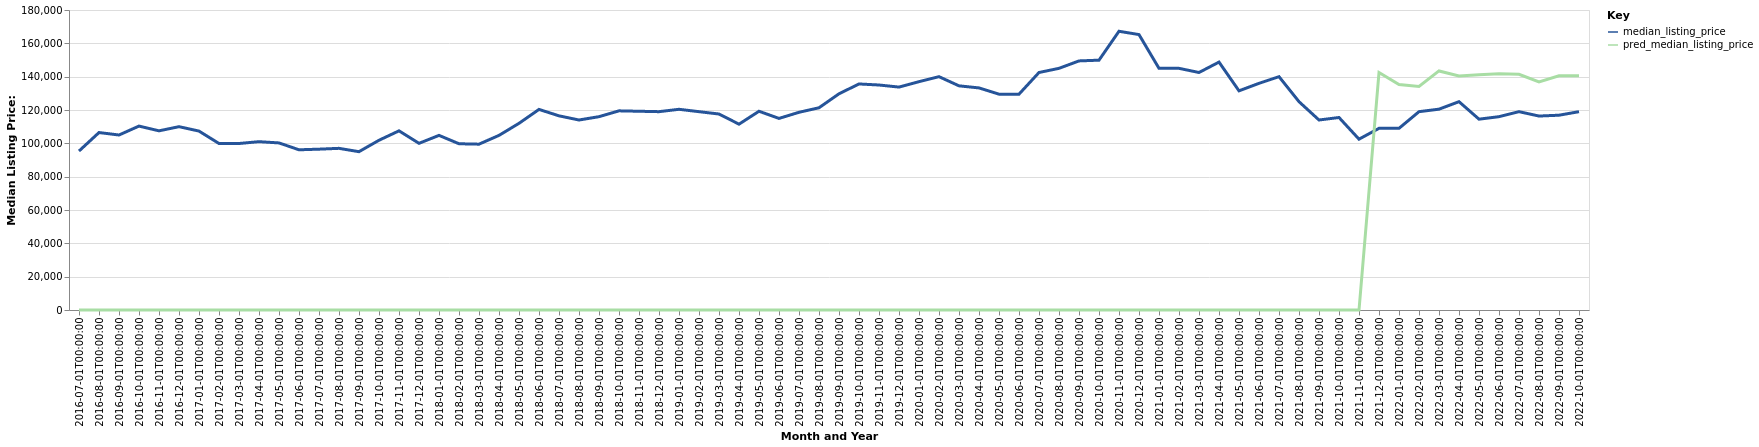 180,000
160,000
140,000
120,000
100,000
80,000
60,000
40,000
20,000
0
Median Listing Price:
2016-07-01T00:00:00
2016-08-01T00:00:00
2016-09-01T00:00:00
2016-10-01T00:00:00
2016-11-01T00:00:00
2016-12-01T00:00:00
2017-01-01T00:00:00
2017-02-01T00:00:00
2017-03-01T00:00:00
2017-04-01T00:00:00
2017-05-01T00:00:00
2017-06-01T00:00:00
2017-07-01T00:00:00
2017-08-01T00:00:00
2017-09-01T00:00:00
2017-10-01T00:00:00
2017-11-01T00:00:00
2017-12-01T00:00:00
2018-01-01T00:00:00
2018-02-01T00:00:00
2018-03-01T00:00:00
2018-04-01T00:00:00
2018-05-01T00:00:00
2018-06-01T00:00:00
2018-07-01T00:00:00
2018-08-01T00:00:00
2018-09-01T00:00:00
2018-10-01T00:00:00
2018-11-01T00:00:00
2018-12-01T00:00:00
2019-01-01T00:00:00
2019-02-01T00:00:00
2019-03-01T00:00:00
2019-04-01T00:00:00
2019-05-01T00:00:00
2019-06-01T00:00:00
2019-07-01T00:00:00
2019-08-01T00:00:00
2019-09-01T00:00:00
2019-10-01T00:00:00
2019-11-01T00:00:00
2019-12-01T00:00:00
2020-01-01T00:00:00
2020-02-01T00:00:00
2020-03-01T00:00:00
2020-04-01T00:00:00
2020-05-01T00:00:00
2020-06-01T00:00:00
2020-07-01T00:00:00
2020-08-01T00:00:00
2020-09-01T00:00:00
2020-10-01T00:00:00
2020-11-01T00:00:00
2020-12-01T00:00:00
2021-01-01T00:00:00
2021-02-01T00:00:00
2021-03-01T00:00:00
2021-04-01T00:00:00
2021-05-01T00:00:00
2021-06-01T00:00:00
2021-07-01T00:00:00
2021-08-01T00:00:00
2021-09-01T00:00:00
2021-10-01T00:00:00
2021-11-01T00:00:00
2021-12-01T00:00:00
2022-01-01T00:00:00
2022-02-01T00:00:00
2022-03-01T00:00:00
2022-04-01T00:00:00
2022-05-01T00:00:00
2022-06-01T00:00:00
2022-07-01T00:00:00
2022-08-01T00:00:00
2022-09-01T00:00:00
2022-10-01T00:00:00
Month and Year
Key
median_listing_price
pred_median_listing_price